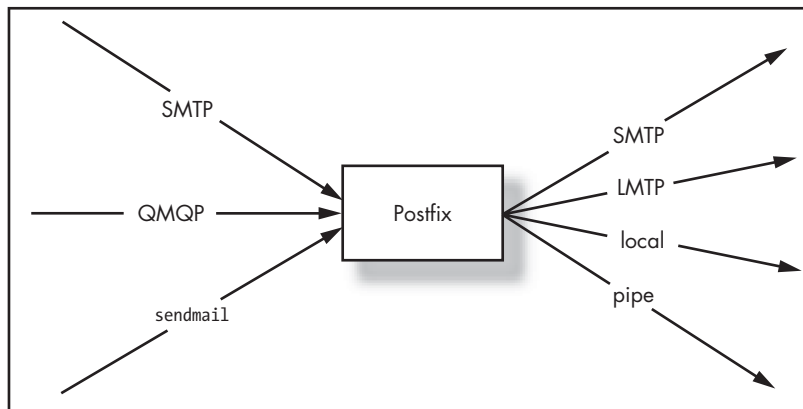 SMTP
QMQP
sendmail
Postfix
SMTP
LMTP
local
pipe